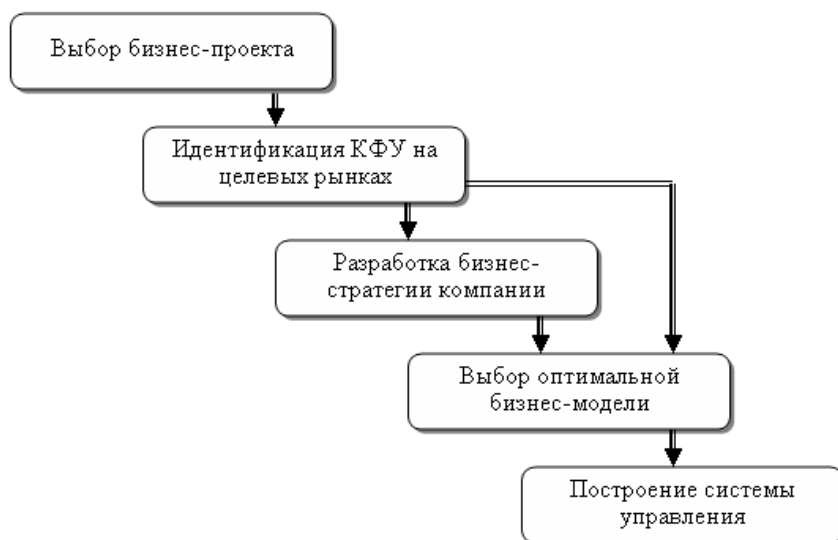 Выбор бизнес-проекта
Идентификация КФУ на
целевых рынках
Разработка бизнес-
стратегии компании
Выбор оптимальной
бизнес-модели
Построение системы
управления